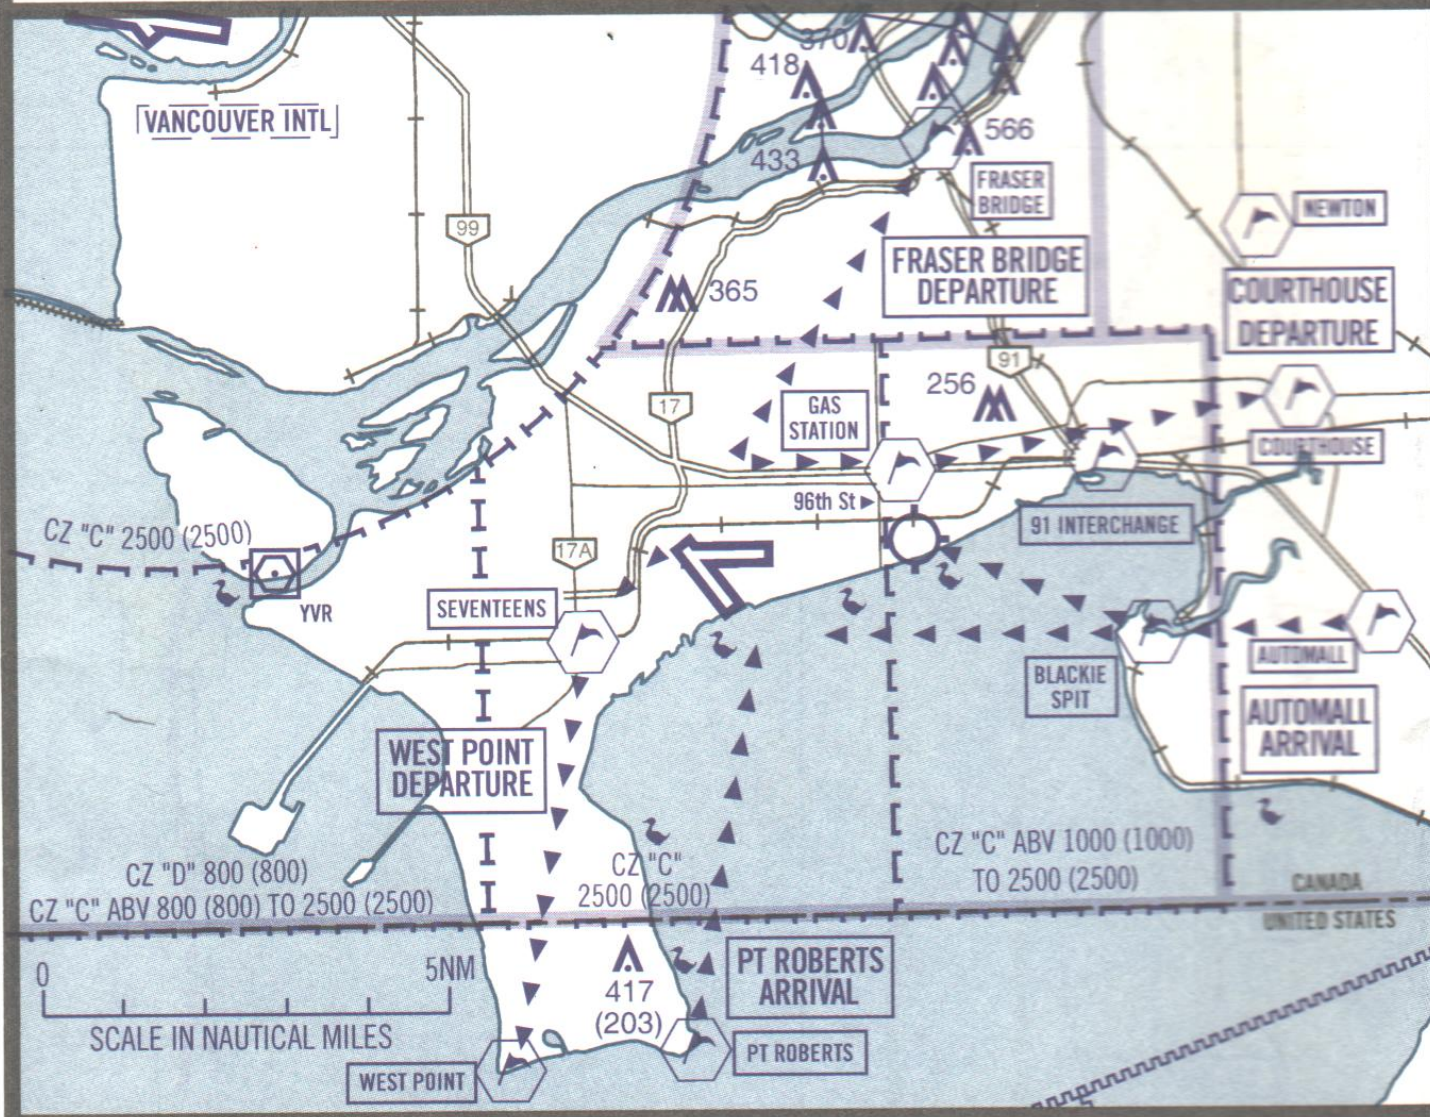 370
418
VANCOUVER INTL
566
433
FRASER
BRIDGE
NEWTON
99
FRASER BRIDGE
DEPARTURE
COURTHOUSE
DEPARTURE
365
91
256
17
GAS
STATION
COURTHOUSE
96th St
CZ "C" 2500 (2500)
91 INTERCHANGE
17A
SEVENTEENS
YVR
AUTOMALL
BLACKIE
SPIT
AUTOMALL
ARRIVAL
WEST POINT
DEPARTURE
CZ "C" ABV 1000 (1000)
TO 2500 (2500)
CZ "C"
2500 (2500)
CZ "D" 800 (800)
CZ "C" ABV 800 (800) TO 2500 (2500)
CANADA
UNITED STATES
0 5NM
SCALE IN NAUTICAL MILES
417
(203)
PT ROBERTS
ARRIVAL
PT ROBERTS
WEST POINT